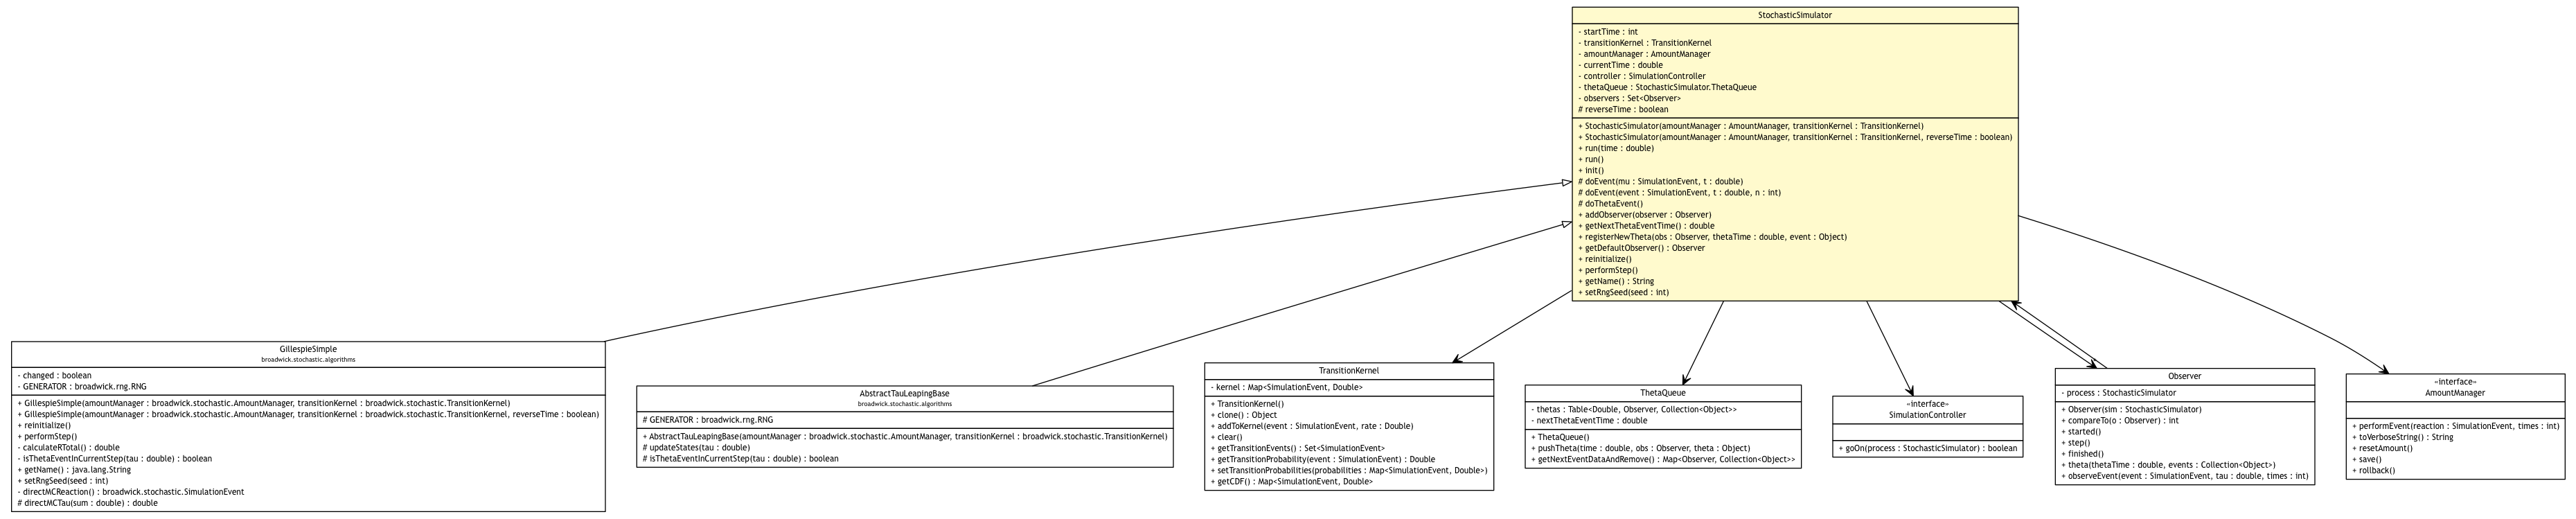 StochasticSimulator
- startTime : int
- transitionKernel : TransitionKernel
- amountManager : AmountManager
- currentTime : double
- controller : SimulationController
- thetaQueue : StochasticSimulator.ThetaQueue
- observers : Set<Observer>
# reverseTime : boolean
+ StochasticSimulator(amountManager : AmountManager, transitionKernel : TransitionKernel)
+ StochasticSimulator(amountManager : AmountManager, transitionKernel : TransitionKernel, reverseTime : boolean)
+ run(time : double)
+ run()
+ init()
# doEvent(mu : SimulationEvent, t : double)
# doEvent(event : SimulationEvent, t : double, n : int)
# doThetaEvent()
+ addObserver(observer : Observer)
+ getNextThetaEventTime() : double
+ registerNewTheta(obs : Observer, thetaTime : double, event : Object)
+ getDefaultObserver() : Observer
+ reinitialize()
+ performStep()
+ getName() : String
+ setRngSeed(seed : int)
GillespieSimple
broadwick.stochastic.algorithms
- changed : boolean
- GENERATOR : broadwick.rng.RNG
+ GillespieSimple(amountManager : broadwick.stochastic.AmountManager, transitionKernel : broadwick.stochastic.TransitionKernel)
+ GillespieSimple(amountManager : broadwick.stochastic.AmountManager, transitionKernel : broadwick.stochastic.TransitionKernel, reverseTime : boolean)
+ reinitialize()
+ performStep()
- calculateRTotal() : double
- isThetaEventInCurrentStep(tau : double) : boolean
+ getName() : java.lang.String
+ setRngSeed(seed : int)
- directMCReaction() : broadwick.stochastic.SimulationEvent
# directMCTau(sum : double) : double
AbstractTauLeapingBase
broadwick.stochastic.algorithms
# GENERATOR : broadwick.rng.RNG
+ AbstractTauLeapingBase(amountManager : broadwick.stochastic.AmountManager, transitionKernel : broadwick.stochastic.TransitionKernel)
# updateStates(tau : double)
# isThetaEventInCurrentStep(tau : double) : boolean
TransitionKernel
- kernel : Map<SimulationEvent, Double>
+ TransitionKernel()
+ clone() : Object
+ addToKernel(event : SimulationEvent, rate : Double)
+ clear()
+ getTransitionEvents() : Set<SimulationEvent>
+ getTransitionProbability(event : SimulationEvent) : Double
+ setTransitionProbabilities(probabilities : Map<SimulationEvent, Double>)
+ getCDF() : Map<SimulationEvent, Double>
ThetaQueue
- thetas : Table<Double, Observer, Collection<Object>>
- nextThetaEventTime : double
+ ThetaQueue()
+ pushTheta(time : double, obs : Observer, theta : Object)
+ getNextEventDataAndRemove() : Map<Observer, Collection<Object>>
«interface»
SimulationController
+ goOn(process : StochasticSimulator) : boolean
Observer
- process : StochasticSimulator
+ Observer(sim : StochasticSimulator)
+ compareTo(o : Observer) : int
+ started()
+ step()
+ finished()
+ theta(thetaTime : double, events : Collection<Object>)
+ observeEvent(event : SimulationEvent, tau : double, times : int)
«interface»
AmountManager
+ performEvent(reaction : SimulationEvent, times : int)
+ toVerboseString() : String
+ resetAmount()
+ save()
+ rollback()